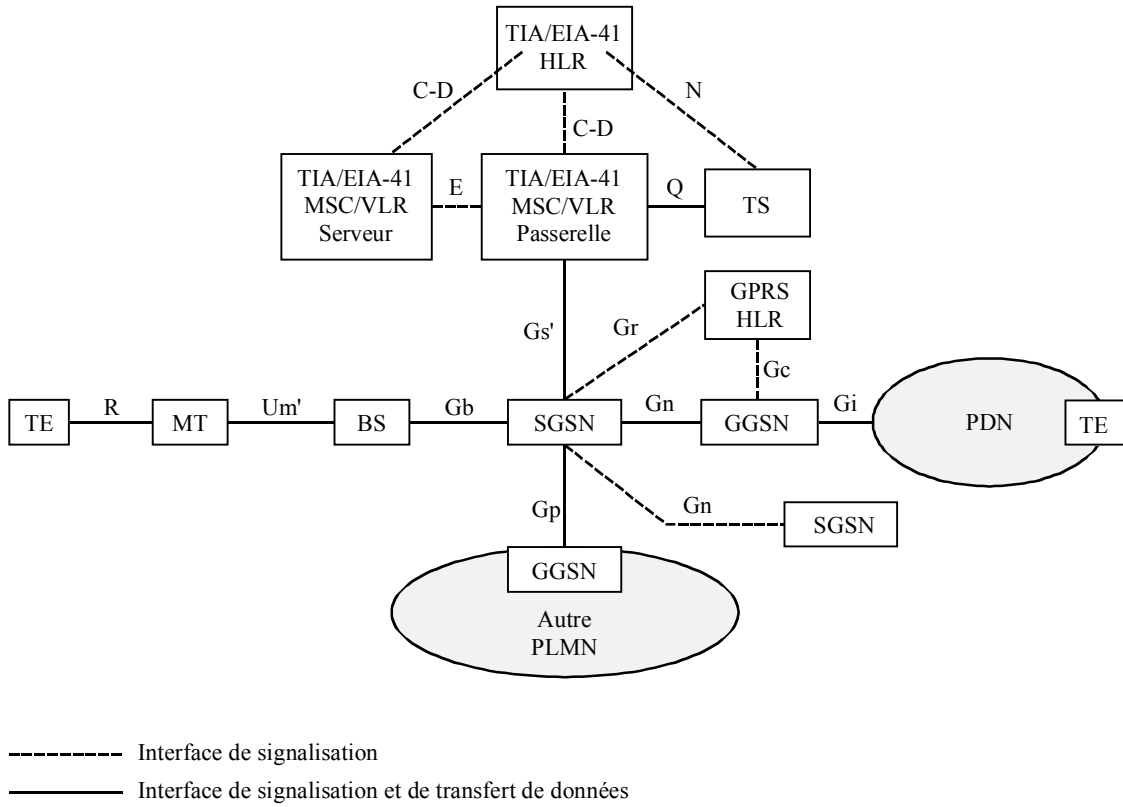 TIA/EIA-41
HLR
C-D
N
C-D
TIA/EIA-41
MSC/VLR
Serveur
E
TIA/EIA-41
MSC/VLR
Passerelle
Q
TS
GPRS
HLR
Gs'
Gr
Gc
TE
R
MT
Um'
BS
Gb
SGSN
Gn
GGSN
Gi
PDN
TE
Gp
Gn
SGSN
GGSN
Autre
PLMN
Interface de signalisation
Interface de signalisation et de transfert de données